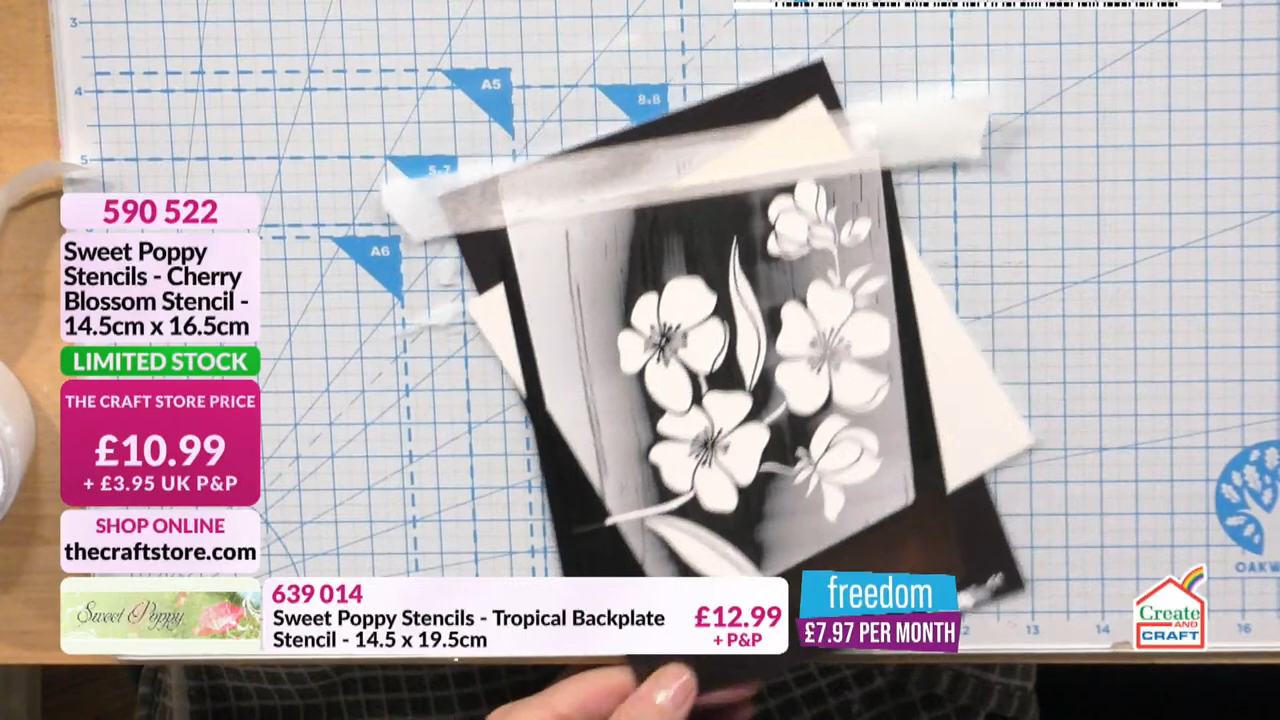 3
4
5
A5
8x8
5x7
A6
590 522
Sweet Poppy
Stencils - Cherry
Blossom Stencil -
14.5cm x 16.5cm
LIMITED STOCK
THE CRAFT STORE PRICE
£10.99
+ £3.95 UK P&P
SHOP ONLINE
thecraftstore.com
Sweet Poppy
639 014
Sweet Poppy Stencils - Tropical Backplate
Stencil - 14.5 x 19.5cm
£12.99
+ P&P
freedom
£7.97 PER MONTH
12
13
14
16
Create
AND
CRAFT